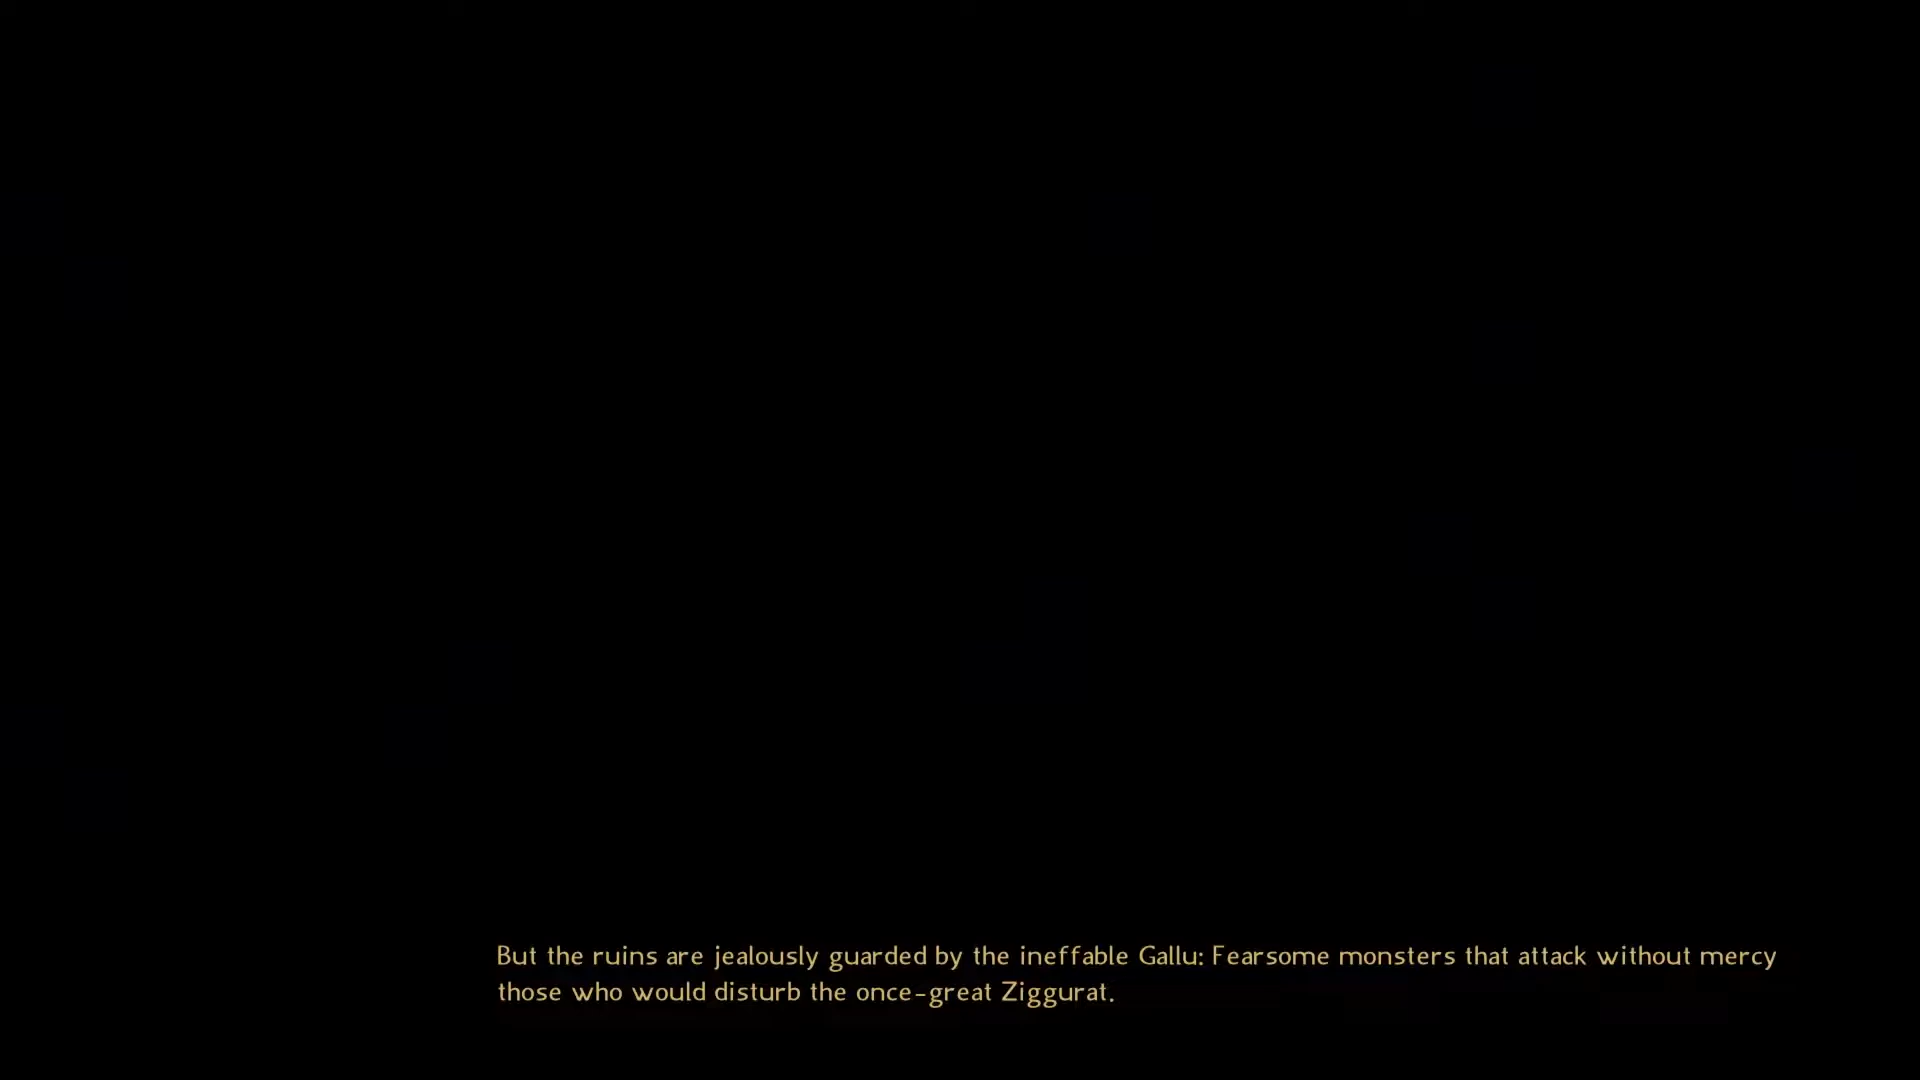 But the ruins are jealously guarded by the ineffable Gallu: Fearsome monsters that attack without mercy
those who would disturb the once-great Ziggurat.